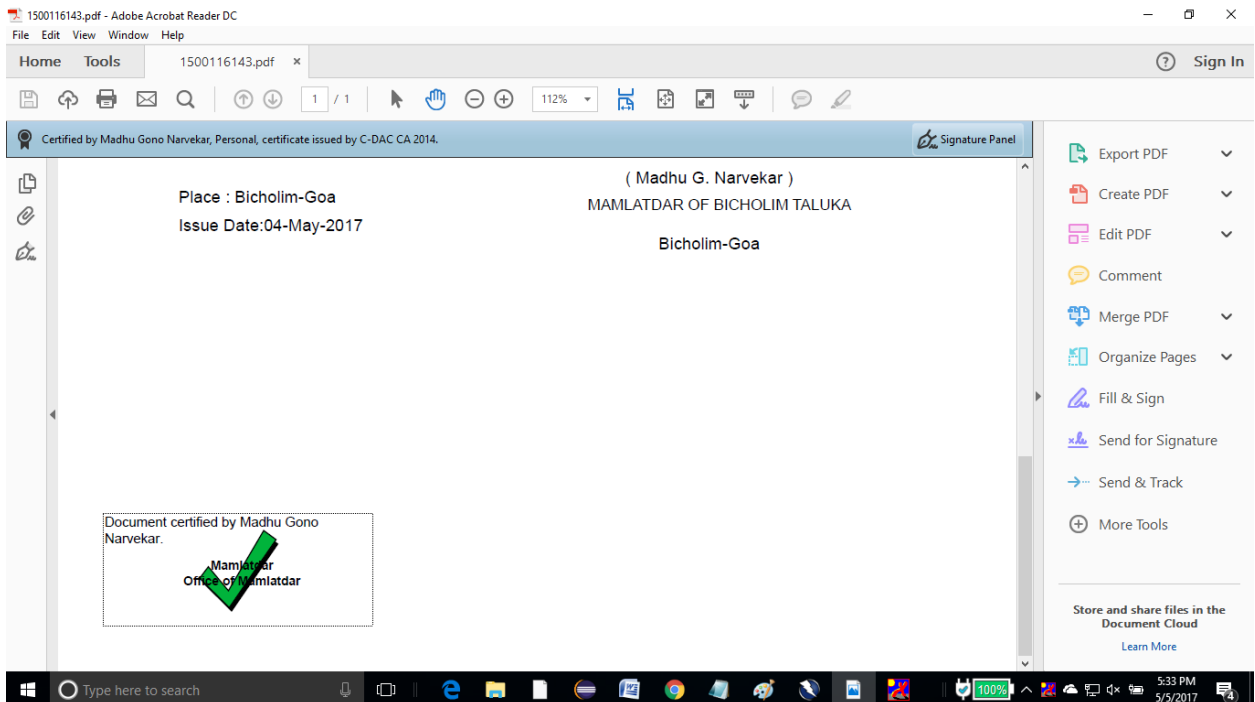 1500116143.pdf - Adobe Acrobat Reader DC
File Edit View Window Help
Home Tools 1500116143.pdf × ? Sign In
1 / 1 112%
Certified by Madhu Gono Narvekar, Personal, certificate issued by C-DAC CA 2014. Signature Panel
( Madhu G. Narvekar )
Place : Bicholim-Goa
MAMLATDAR OF BICHOLIM TALUKA
Issue Date:04-May-2017
Bicholim-Goa
Document certified by Madhu Gono
Narvekar.
Mamlatdar
Office of Mamlatdar
Export PDF
Create PDF
Edit PDF
Comment
Merge PDF
Organize Pages
Fill & Sign
Send for Signature
Send & Track
More Tools
Store and share files in the
Document Cloud
Learn More
Type here to search
100%
5:33 PM
5/5/2017
4